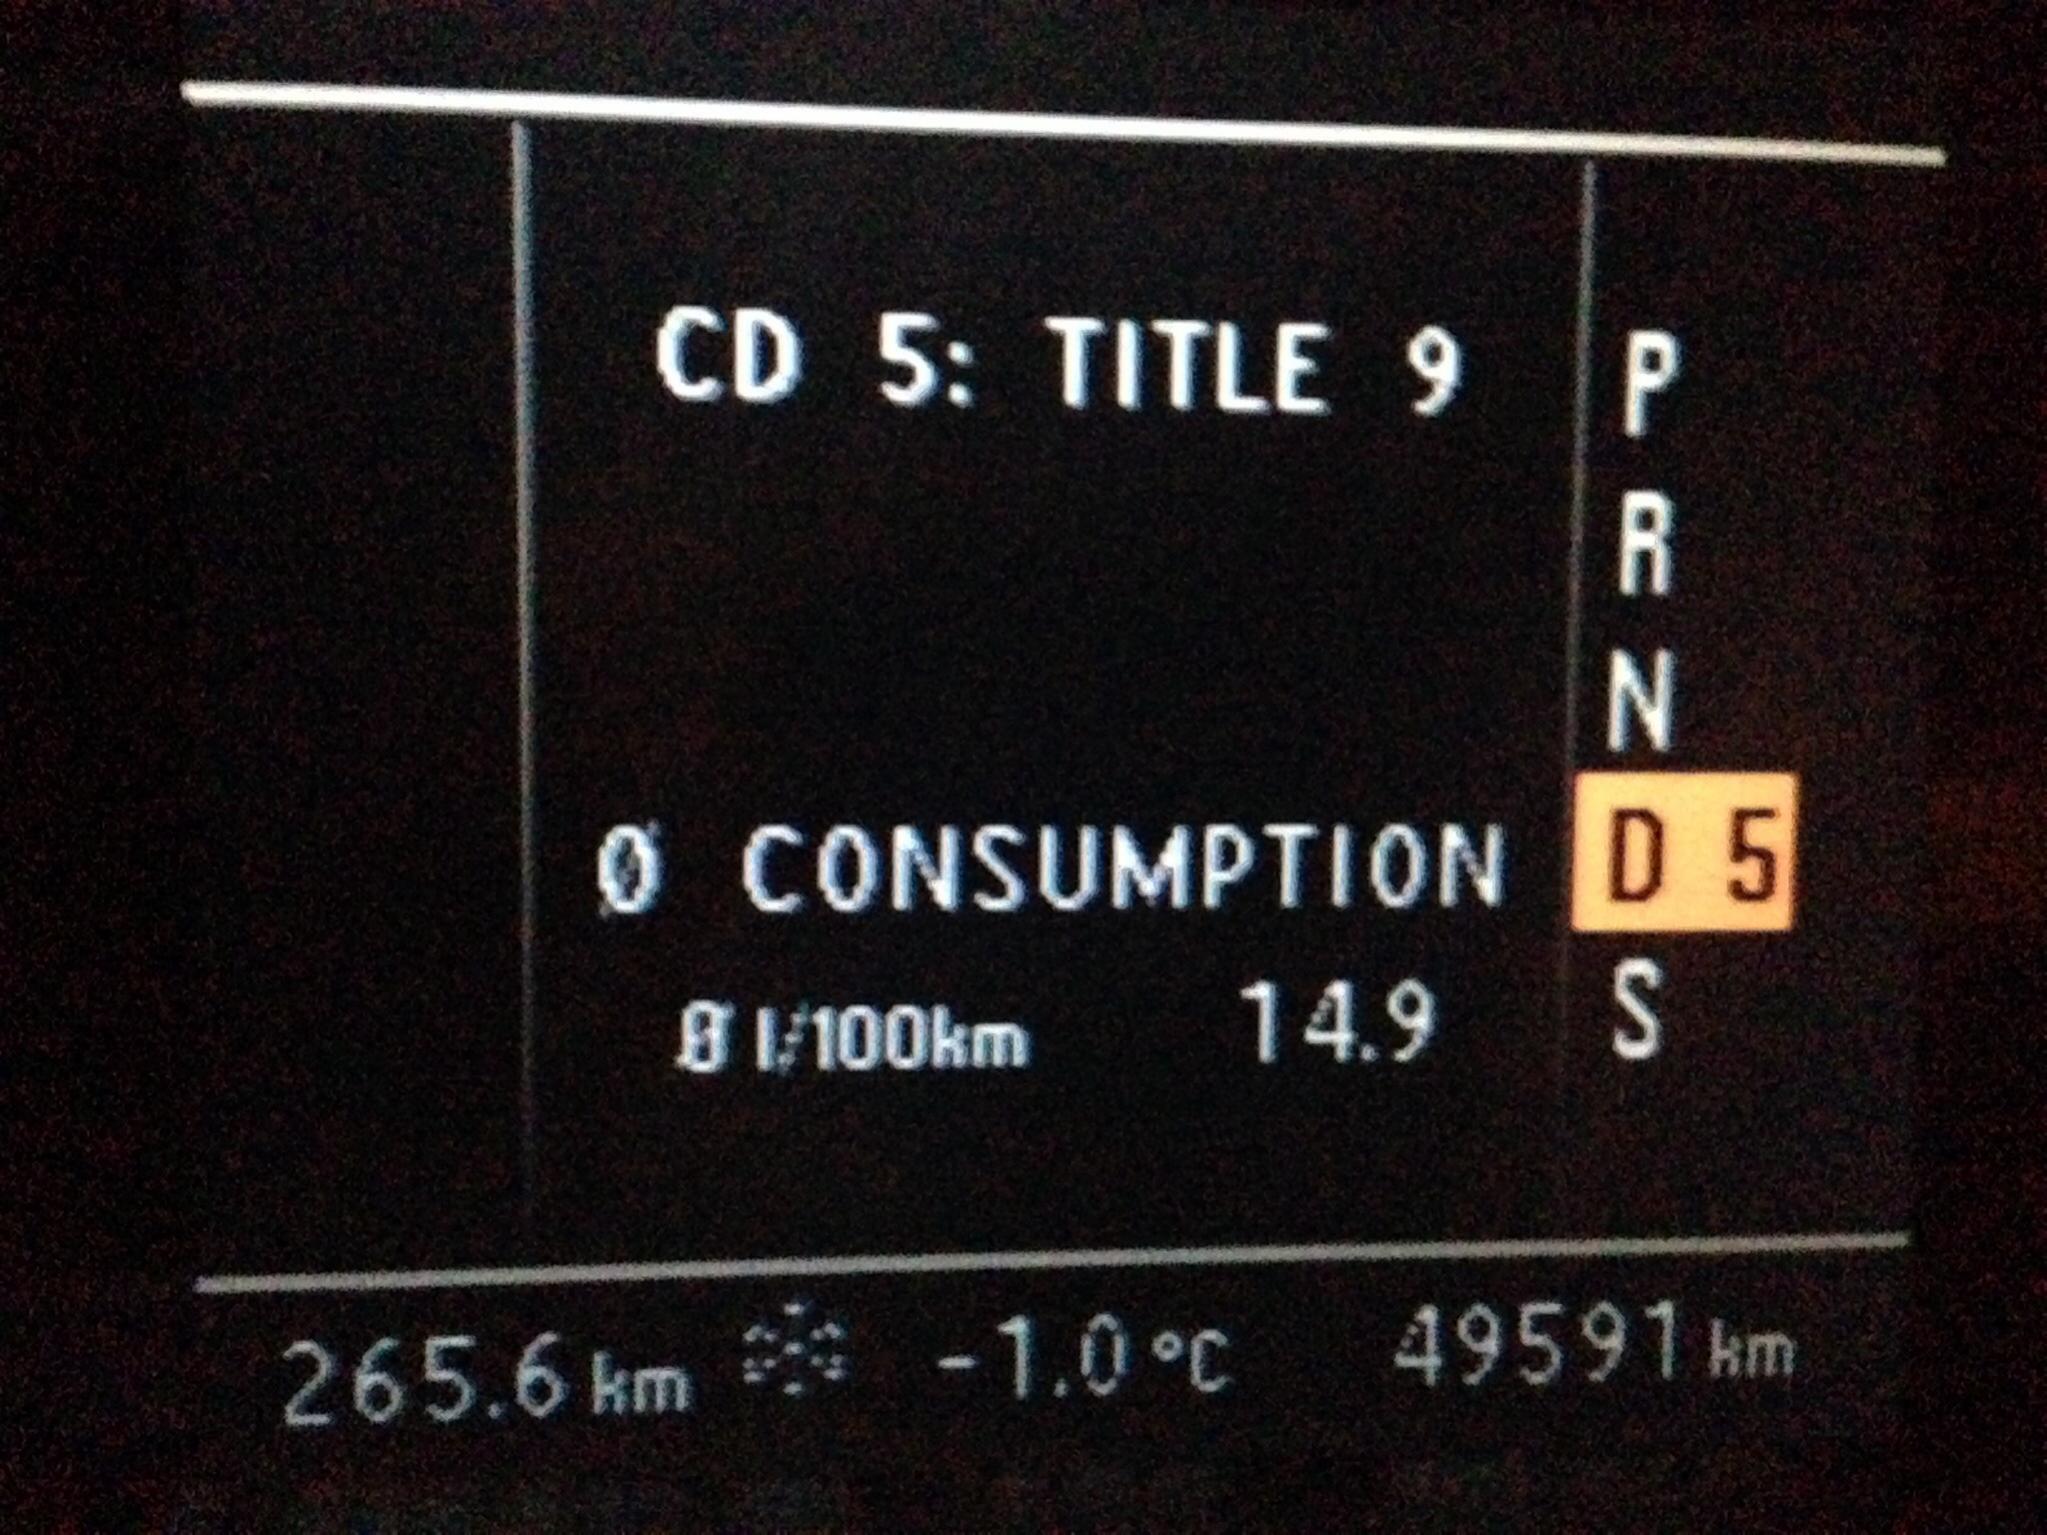 CD 5: TITLE 9
P
R
N
Ø CONSUMPTION D 5
Ø l/100km 14.9 S
265.6 km -1.0 °C 49591 km